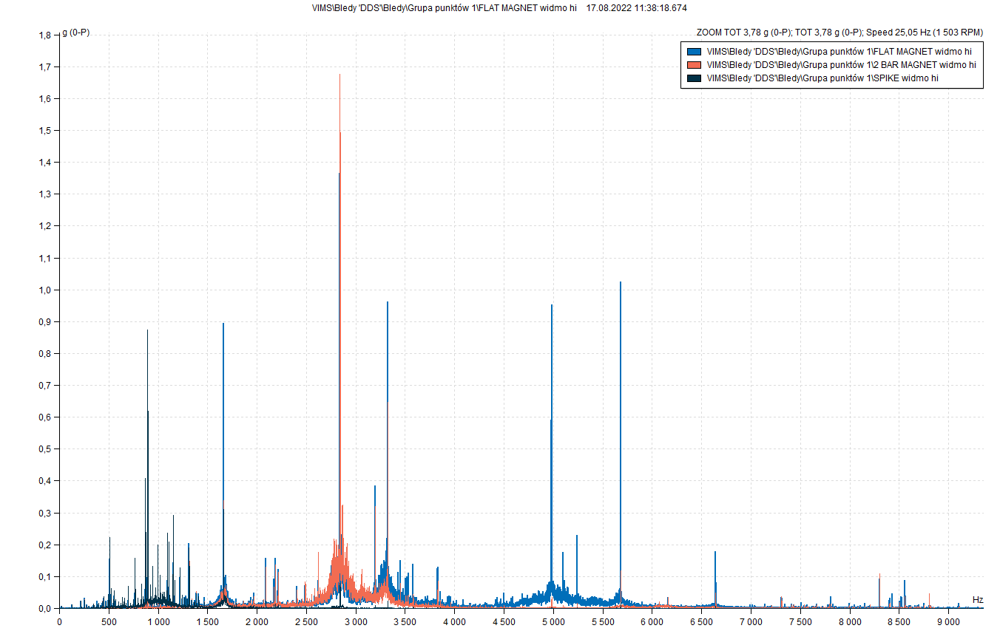 VIMS\Bledy 'DDS'\Bledy\Grupa punktów 1\FLAT MAGNET widmo hi 17.08.2022 11:38:18.674
g (0-P)
ZOOM TOT 3,78 g (0-P); TOT 3,78 g (0-P); Speed 25,05 Hz (1 503 RPM)
VIMS\Bledy 'DDS'\Bledy\Grupa punktów 1\FLAT MAGNET widmo hi
VIMS\Bledy 'DDS'\Bledy\Grupa punktów 1\2 BAR MAGNET widmo hi
VIMS\Bledy 'DDS'\Bledy\Grupa punktów 1\SPIKE widmo hi
1,8
1,7
1,6
1,5
1,4
1,3
1,2
1,1
1,0
0,9
0,8
0,7
0,6
0,5
0,4
0,3
0,2
0,1
0,0
Hz
0 500 1 000 1 500 2 000 2 500 3 000 3 500 4 000 4 500 5 000 5 500 6 000 6 500 7 000 7 500 8 000 8 500 9 000